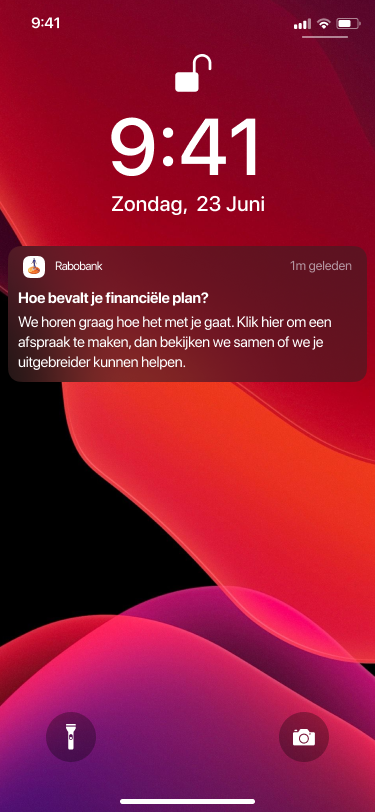 9:41
9:41
Zondag, 23 Juni
Rabobank
1m geleden
Hoe bevalt je financiële plan?
We horen graag hoe het met je gaat. Klik hier om een
afspraak te maken, dan bekijken we samen of we je
uitgebreider kunnen helpen.